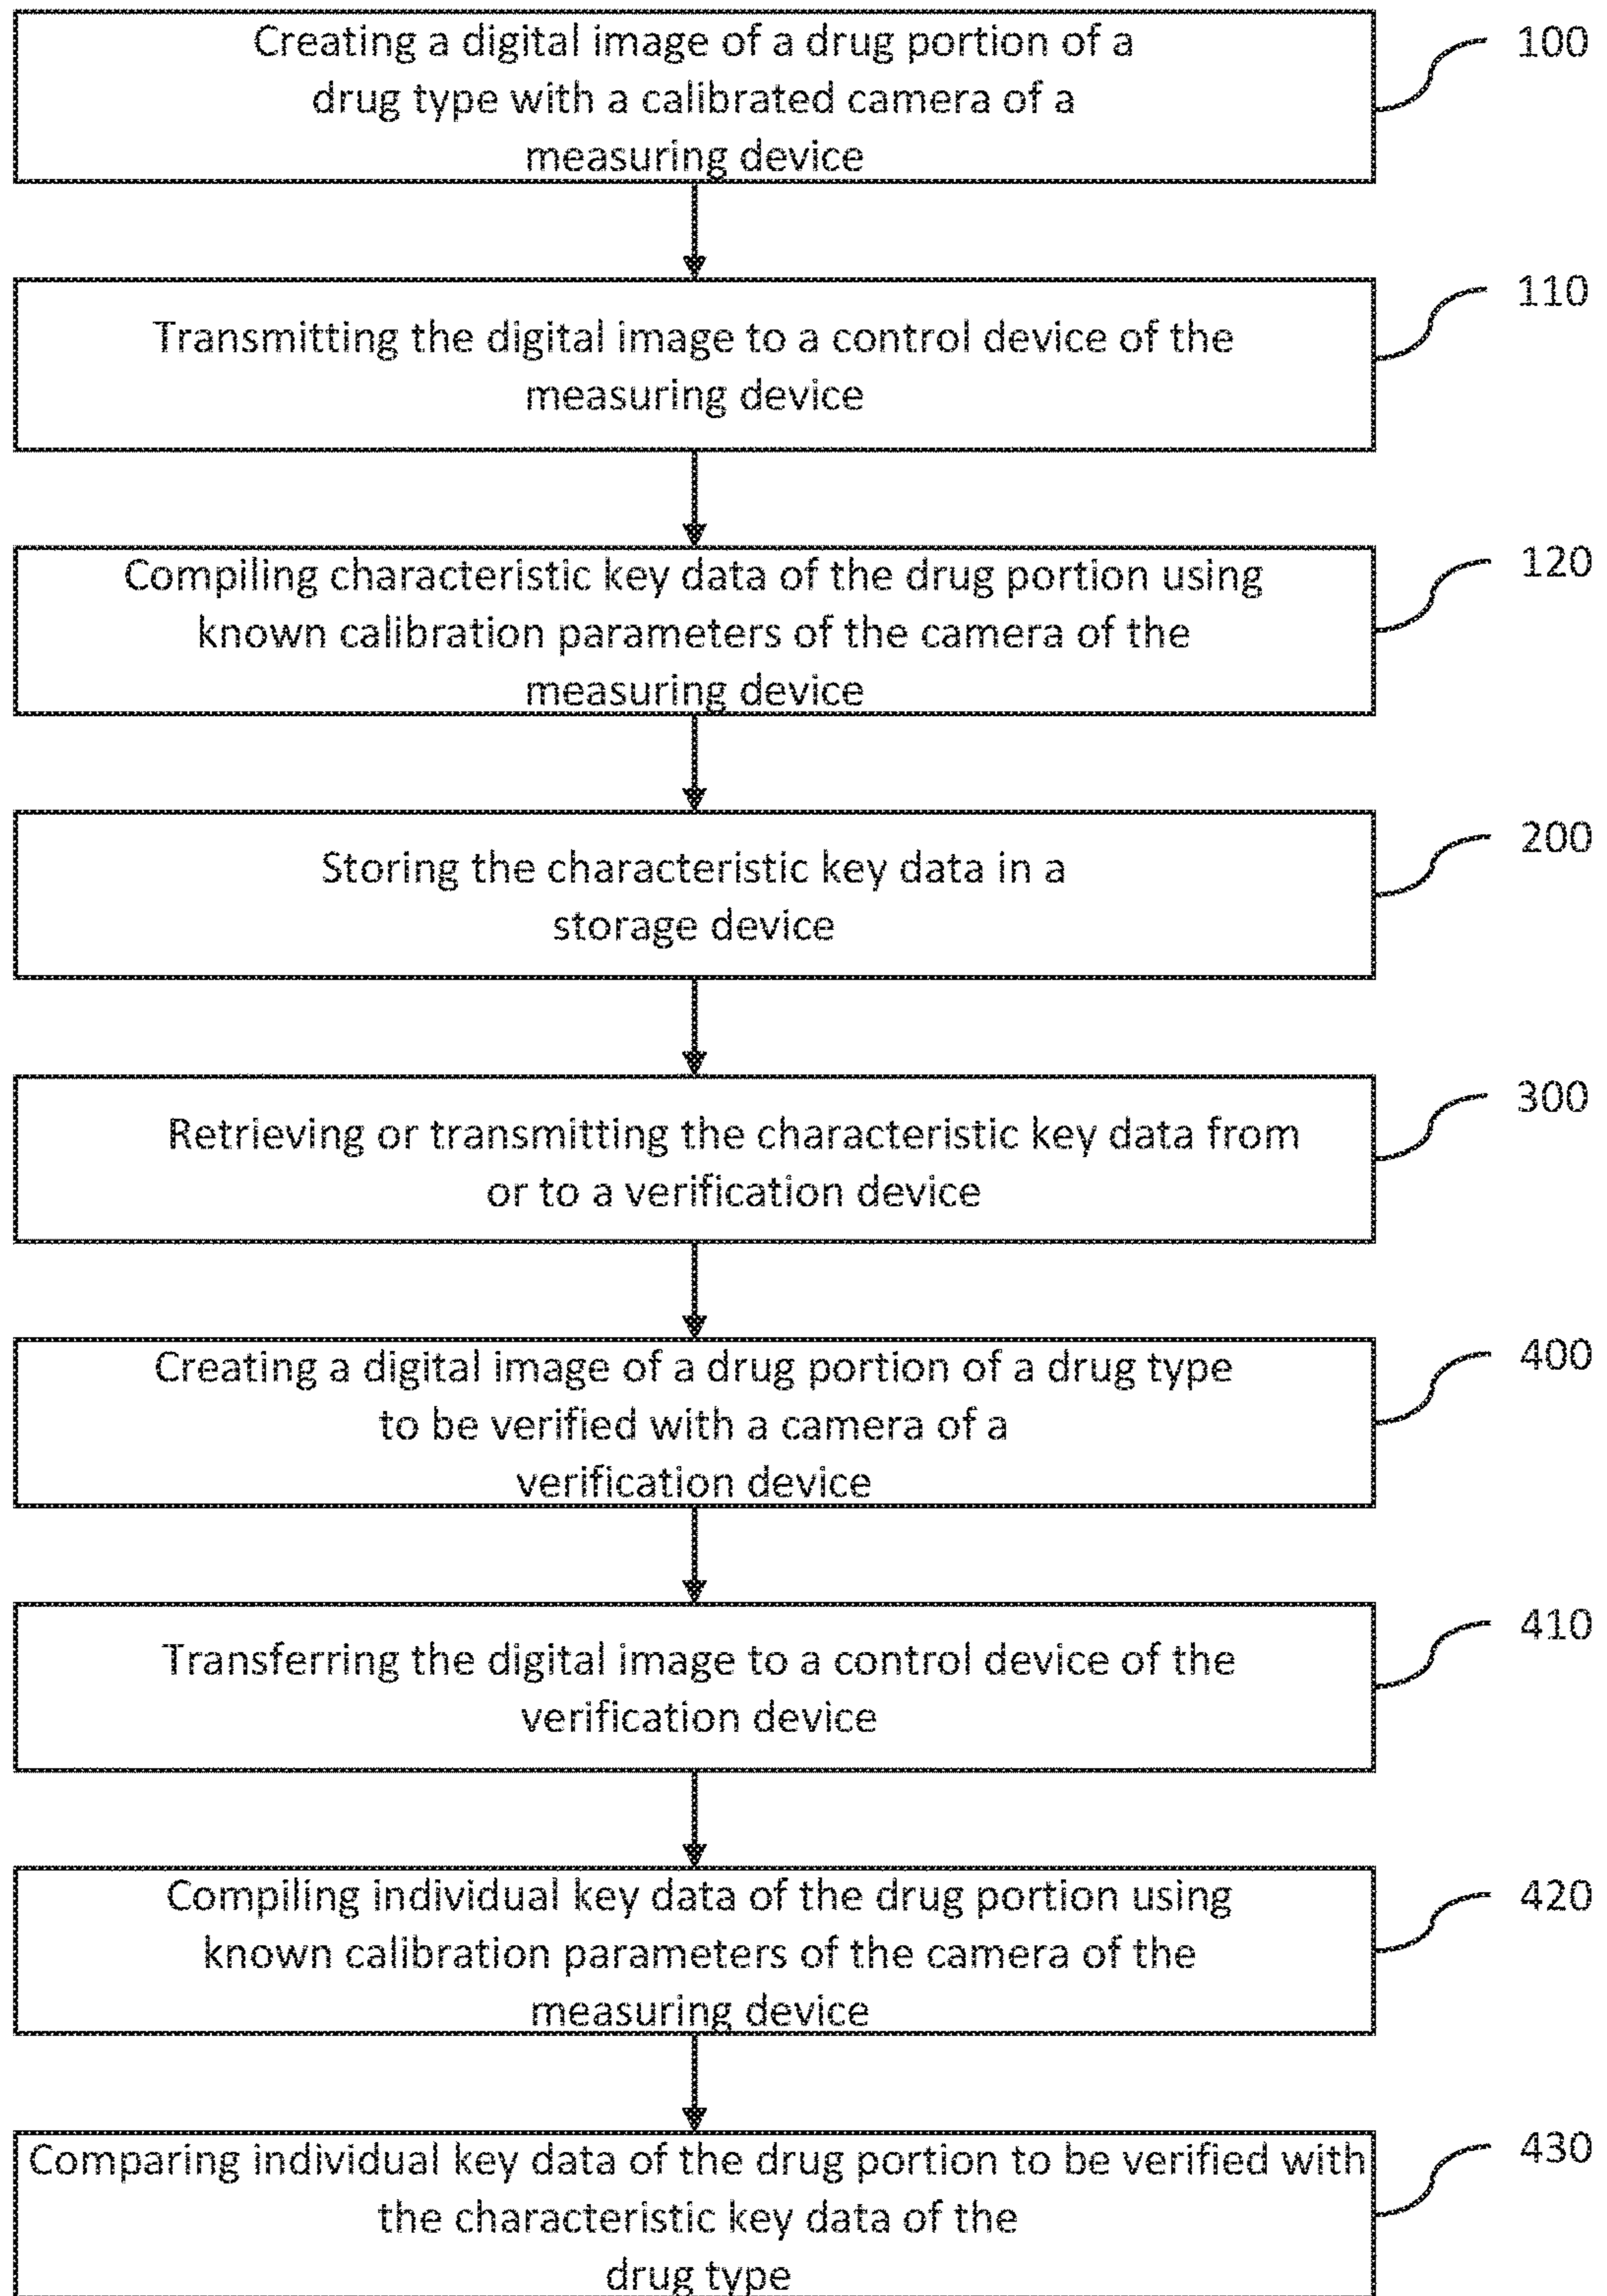 Creating a digital image of a drug portion of a
drug type with a calibrated camera of a
measuring device
100
Transmitting the digital image to a control device of the
measuring device
110
Compiling characteristic key data of the drug portion using
known calibration parameters of the camera of the
measuring device
120
Storing the characteristic key data in a
storage device
200
Retrieving or transmitting the characteristic key data from
or to a verification device
300
Creating a digital image of a drug portion of a drug type
to be verified with a camera of a
verification device
400
Transferring the digital image to a control device of the
verification device
410
Compiling individual key data of the drug portion using
known calibration parameters of the camera of the
measuring device
420
Comparing individual key data of the drug portion to be verified with
the characteristic key data of the
drug type
430